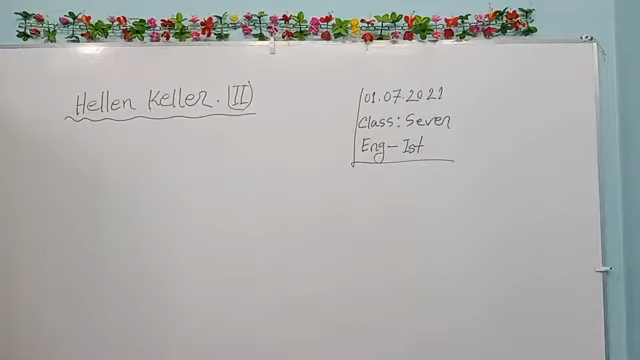 Hellen Keller. (II)
01.07.2021
Class: Seven
Eng- Ist